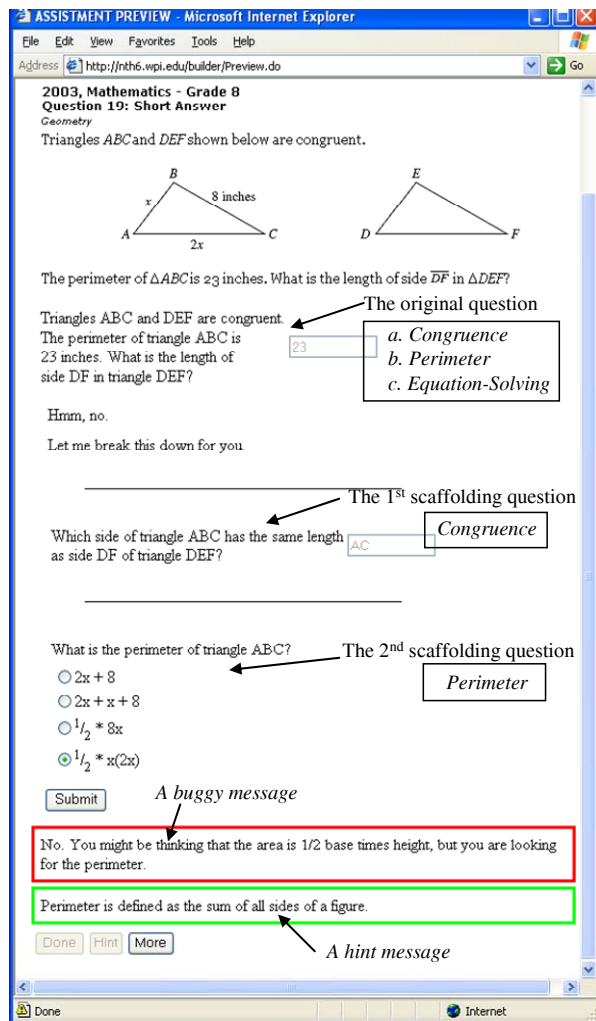 ASSISTMENT PREVIEW - Microsoft Internet Explorer
File Edit View Favorites Tools Help
Address http://nth6.wpi.edu/builder/Preview.do Go
2003, Mathematics - Grade 8
Question 19: Short Answer
Geometry
Triangles ABC and DEF shown below are congruent.
B E
x 8 inches
A C D F
2x
The perimeter of △ABC is 23 inches. What is the length of side D̅F̅ in △DEF?
The original question
Triangles ABC and DEF are congruent.
The perimeter of triangle ABC is
23 inches. What is the length of
side DF in triangle DEF?
23
a. Congruence
b. Perimeter
c. Equation-Solving
Hmm, no.
Let me break this down for you.
The 1st scaffolding question
Congruence
Which side of triangle ABC has the same length
as side DF of triangle DEF?
AC
What is the perimeter of triangle ABC?
The 2nd scaffolding question
Perimeter
2x + 8
2x + x + 8
1/2 * 8x
1/2 * x(2x)
Submit
A buggy message
No. You might be thinking that the area is 1/2 base times height, but you are looking
for the perimeter.
Perimeter is defined as the sum of all sides of a figure.
Done Hint More
A hint message
Done Internet